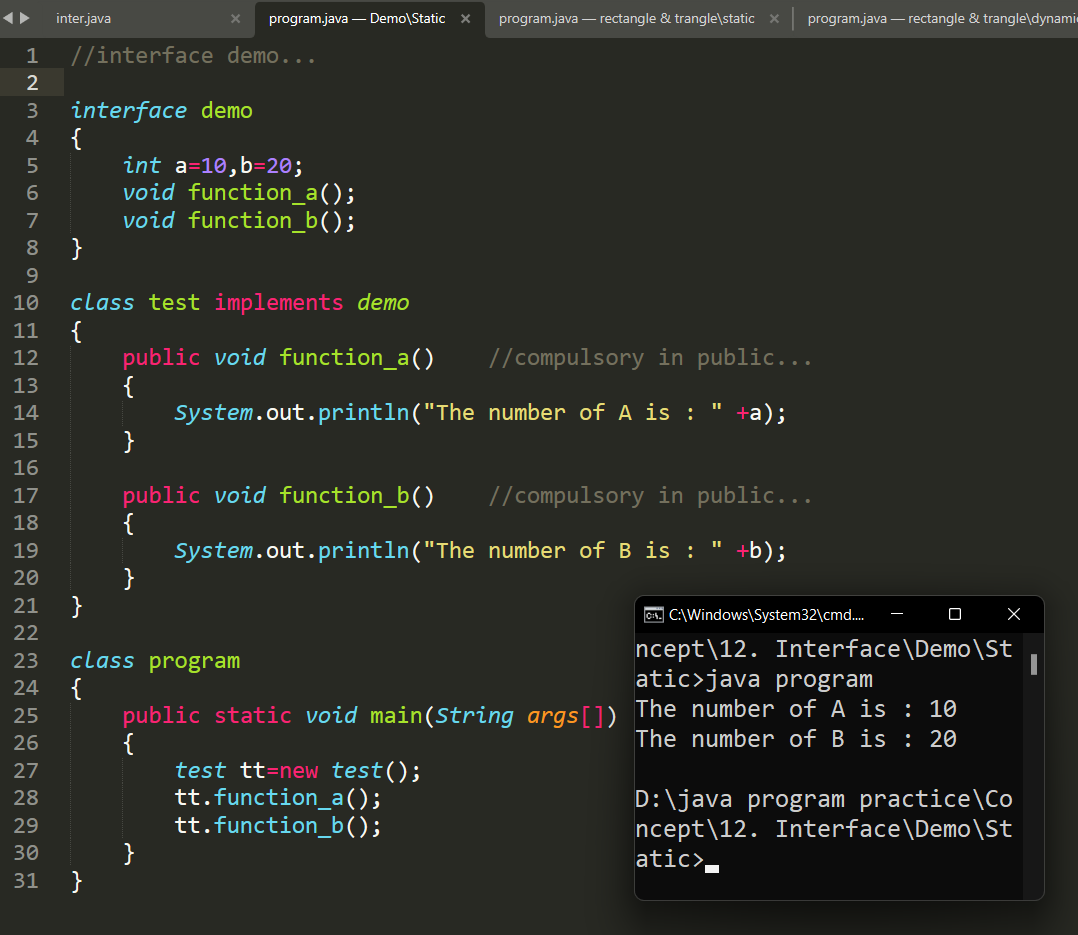 inter.java
program.java — Demo\Static
program.java — rectangle & trangle\static
program.java — rectangle & trangle\dynamic
1 //interface demo...
2
3 interface demo
4 {
5 int a=10,b=20;
6 void function_a();
7 void function_b();
8 }
9
10 class test implements demo
11 {
12 public void function_a() //compulsory in public...
13 {
14 System.out.println("The number of A is : " +a);
15 }
16
17 public void function_b() //compulsory in public...
18 {
19 System.out.println("The number of B is : " +b);
20 }
21 }
22
23 class program
24 {
25 public static void main(String args[])
26 {
27 test tt=new test();
28 tt.function_a();
29 tt.function_b();
30 }
31 }
C:\Windows\System32\cmd....
ncept\12. Interface\Demo\St
atic>java program
The number of A is : 10
The number of B is : 20
D:\java program practice\Co
ncept\12. Interface\Demo\St
atic>